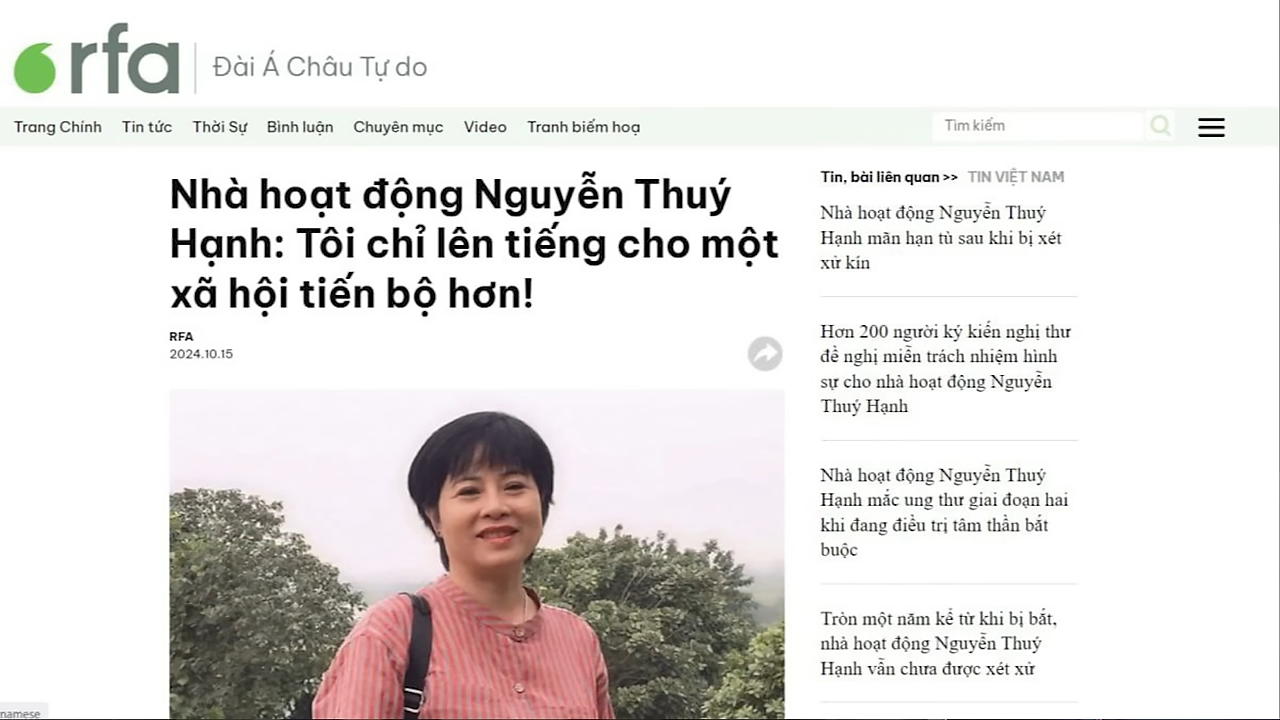 rfa
Đài Á Châu Tự do
Trang Chính Tin tức Thời Sự Bình luận Chuyên mục Video Tranh biếm hoạ
Tìm kiếm
Nhà hoạt động Nguyễn Thuý
Hạnh: Tôi chỉ lên tiếng cho một
xã hội tiến bộ hơn!
RFA
2024.10.15
Tin, bài liên quan >> TIN VIỆT NAM
Nhà hoạt động Nguyễn Thuý
Hạnh mãn hạn tù sau khi bị xét
xử kín
Hơn 200 người ký kiến nghị thư
đề nghị miễn trách nhiệm hình
sự cho nhà hoạt động Nguyễn
Thuý Hạnh
Nhà hoạt động Nguyễn Thuý
Hạnh mắc ung thư giai đoạn hai
khi đang điều trị tâm thần bắt
buộc
Tròn một năm kể từ khi bị bắt,
nhà hoạt động Nguyễn Thuý
Hạnh vẫn chưa được xét xử
namese